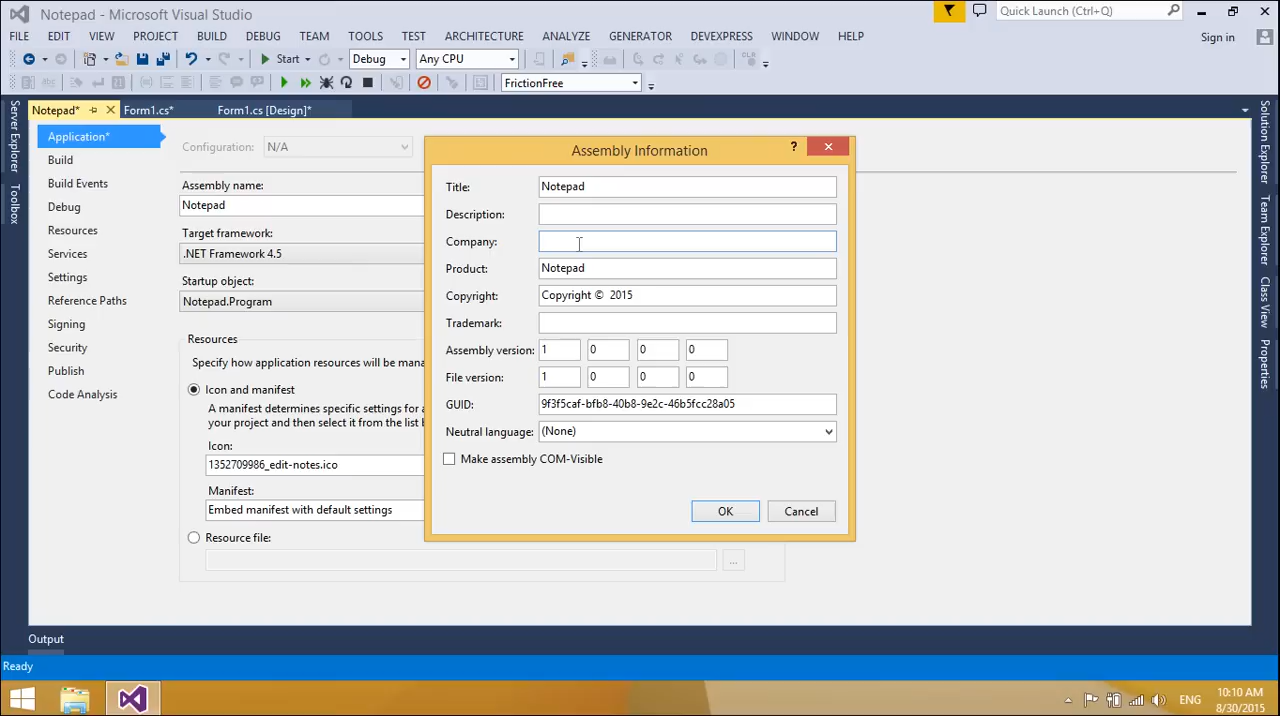 Notepad - Microsoft Visual Studio
Quick Launch (Ctrl+Q)
FILE EDIT VIEW PROJECT BUILD DEBUG TEAM TOOLS TEST ARCHITECTURE ANALYZE GENERATOR DEVEXPRESS WINDOW HELP
Sign in
Start Debug Any CPU
FrictionFree
Notepad* Form1.cs* Form1.cs [Design]*
Server Explorer
Toolbox
Application*
Build
Build Events
Debug
Resources
Services
Settings
Reference Paths
Signing
Security
Publish
Code Analysis
Configuration: N/A
Assembly name:
Notepad
Target framework:
.NET Framework 4.5
Startup object:
Notepad.Program
Resources
Specify how application resources will be mana
Icon and manifest
A manifest determines specific settings for a
your project and then select it from the list b
Icon:
1352709986_edit-notes.ico
Manifest:
Embed manifest with default settings
Resource file:
...
Assembly Information
?
Title: Notepad
Description:
Company:
Product: Notepad
Copyright: Copyright © 2015
Trademark:
Assembly version: 1 0 0 0
File version: 1 0 0 0
GUID: 9f3f5caf-bfb8-40b8-9e2c-46b5fcc28a05
Neutral language: (None)
Make assembly COM-Visible
OK Cancel
Solution Explorer
Team Explorer
Class View
Properties
Output
Ready
ENG
10:10 AM
8/30/2015